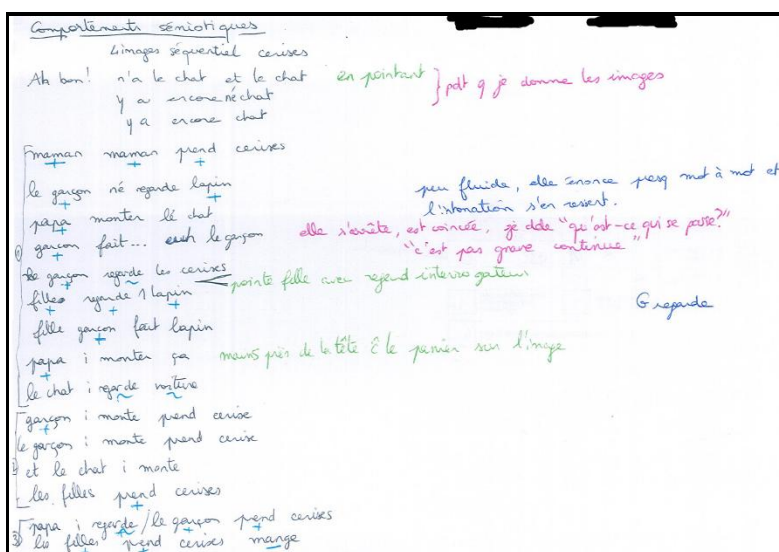 Comportements sémiotiques
4 images séquentiel cerises
Ah bon! n'a le chat et le chat en pointant } pdt q je donne les images
y a encore né chat
y a encore chat
maman maman prend cerises
le garçon né regarde lapin
peu fluide, elle énonce presq mot à mot et
l'intonation s'en ressent.
papa monter lé chat
garçon fait... euh le garçon elle s'arrête, est coincée, je dde "qu'est-ce qui se passe?"
"c'est pas grave continue"
① le garçon regarde les cerises
pointe fille avec regard interrogateur
filles regarde 1 lapin
G regarde
fille garçon fait lapin
papa i monter ça mains près de la tête c le panier sur l'image
le chat i regarde voiture
garçon i monte prend cerise
le garçon i monte prend cerise
et le chat i monte
les filles prend cerises
③ papa i regarde / le garçon prend cerises
les filles prend cerises mange